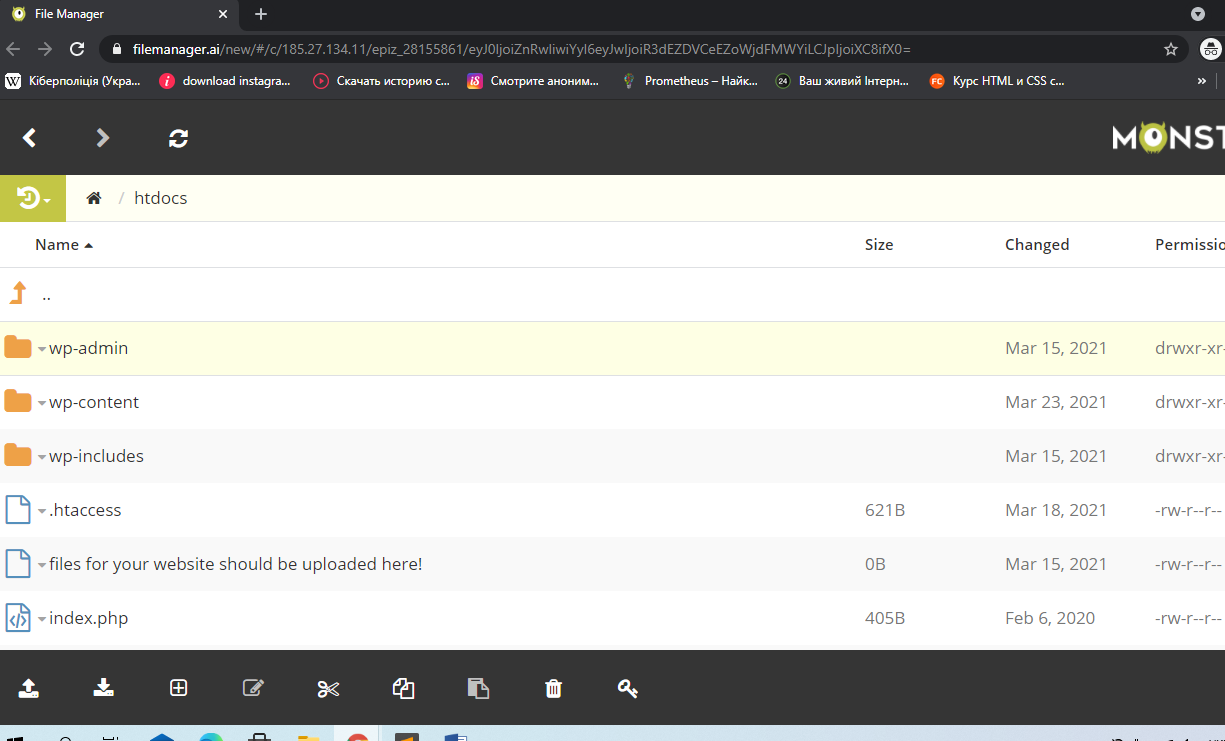 File Manager
filemanager.ai/new/#/c/185.27.134.11/epiz_28155861/eyJ0IjoiZnRwIiwiYyI6eyJwIjoiR3dEZDVCeEZoWjdFMWYiLCJpIjoiXC8ifX0=
Кіберполіція (Укра... download instagra... Скачать историю с... Смотрите аноним... Prometheus – Найк... 24 Ваш живий Інтерн... FC Курс HTML и CSS с... »
MONST
/ htdocs
Name Size Changed Permissio
..
wp-admin Mar 15, 2021 drwxr-xr-
wp-content Mar 23, 2021 drwxr-xr-
wp-includes Mar 15, 2021 drwxr-xr-
.htaccess 621B Mar 18, 2021 -rw-r--r--
files for your website should be uploaded here! 0B Mar 15, 2021 -rw-r--r--
index.php 405B Feb 6, 2020 -rw-r--r--